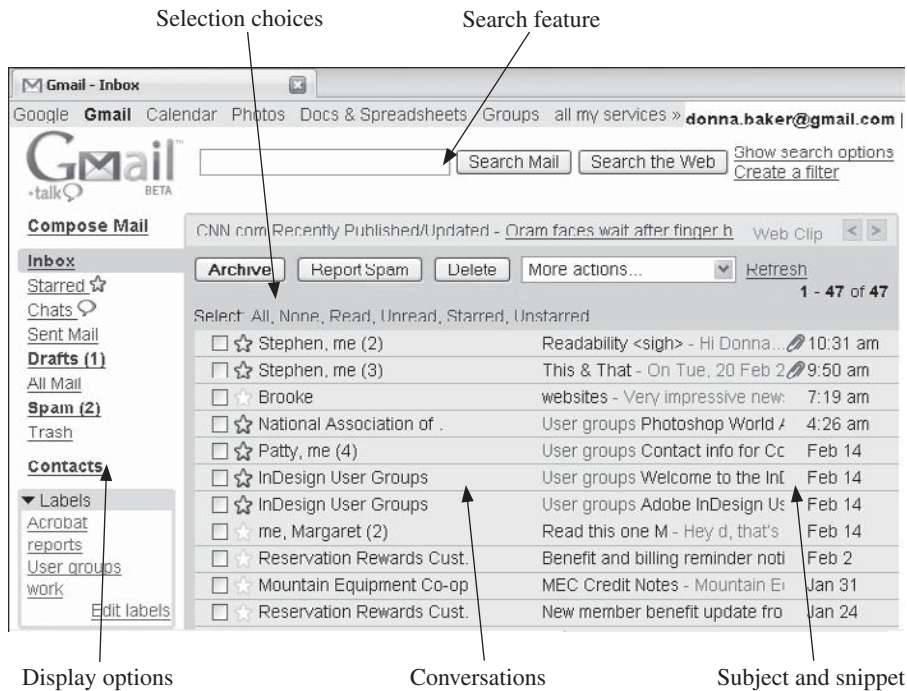 Selection choices Search feature
Gmail - Inbox
Google Gmail Calendar Photos Docs & Spreadsheets Groups all my services » donna.baker@gmail.com |
Gmail™
+talk BETA
Search Mail Search the Web Show search options
Create a filter
Compose Mail
CNN.com Recently Published/Updated - Oram faces wait after finger h Web Clip < >
Inbox
Archive Report Spam Delete More actions... Refresh
Starred
1 - 47 of 47
Chats
Select: All, None, Read, Unread, Starred, Unstarred
Sent Mail
Drafts (1)
All Mail
Spam (2)
Trash
Contacts
Labels
Acrobat
reports
User groups
work
Edit labels
Stephen, me (2) Readability <sigh> - Hi Donna... 10:31 am
Stephen, me (3) This & That - On Tue, 20 Feb 2 9:50 am
Brooke websites - Very impressive new 7:19 am
National Association of . User groups Photoshop World 4:26 am
Patty, me (4) User groups Contact info for Cc Feb 14
InDesign User Groups User groups Welcome to the InD Feb 14
InDesign User Groups User groups Adobe InDesign Us Feb 14
me, Margaret (2) Read this one M - Hey d, that's Feb 14
Reservation Rewards Cust. Benefit and billing reminder noti Feb 2
Mountain Equipment Co-op MEC Credit Notes - Mountain E Jan 31
Reservation Rewards Cust. New member benefit update fro Jan 24
Display options Conversations Subject and snippet